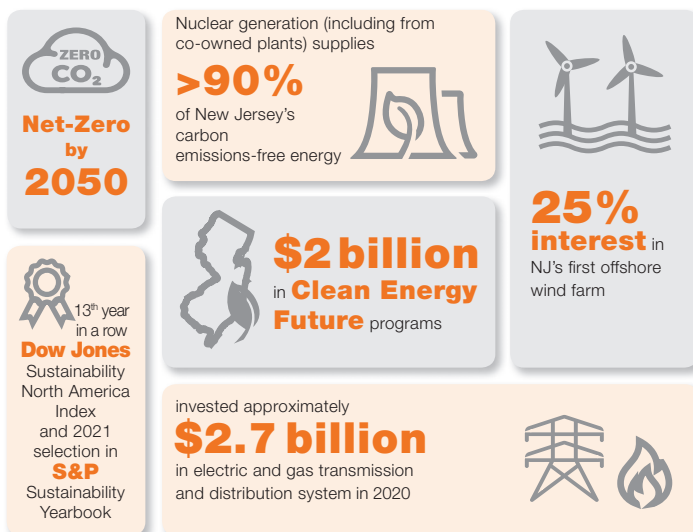 ZERO
CO₂
Net-Zero
by
2050
Nuclear generation (including from
co-owned plants) supplies
>90%
of New Jersey's
carbon
emissions-free energy
25%
interest in
NJ's first offshore
wind farm
$2 billion
in Clean Energy
Future programs
13th year
in a row
Dow Jones
Sustainability
North America
Index
and 2021
selection in
S&P
Sustainability
Yearbook
invested approximately
$2.7 billion
in electric and gas transmission
and distribution system in 2020